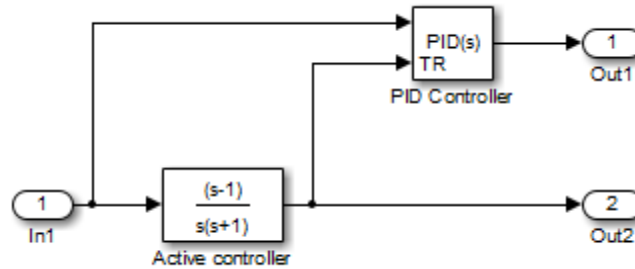 PID(s)
TR
PID Controller
1
Out1
1
In1
(s-1)
s(s+1)
Active controller
2
Out2